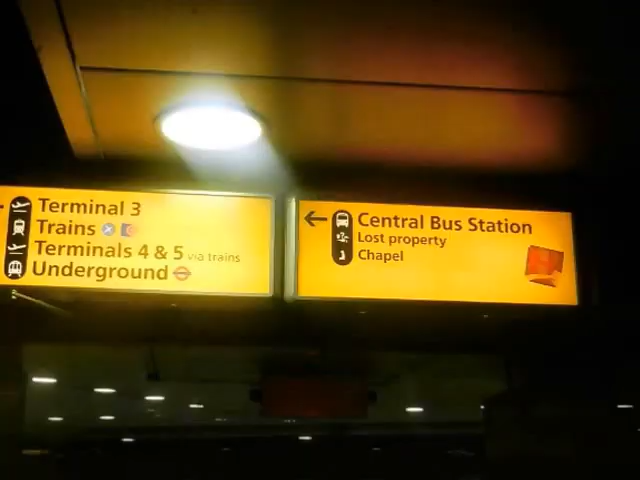 Terminal 3
Trains
Terminals 4 & 5 via trains
Underground
Central Bus Station
Lost property
Chapel